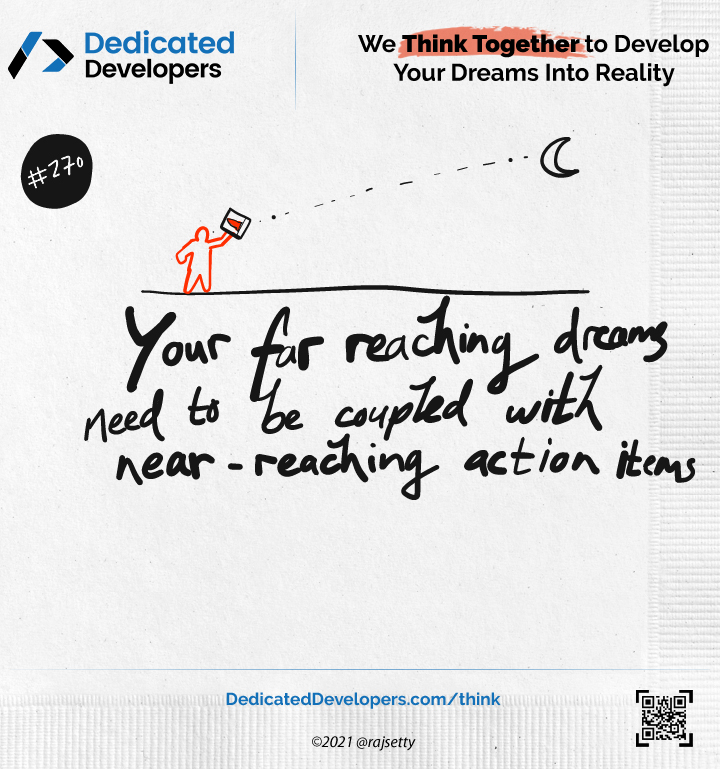 Dedicated
Developers
We Think Together to Develop
Your Dreams Into Reality
#270
Your far reaching dreams
need to be coupled with
near-reaching action items
DedicatedDevelopers.com/think
©2021 @rajsetty